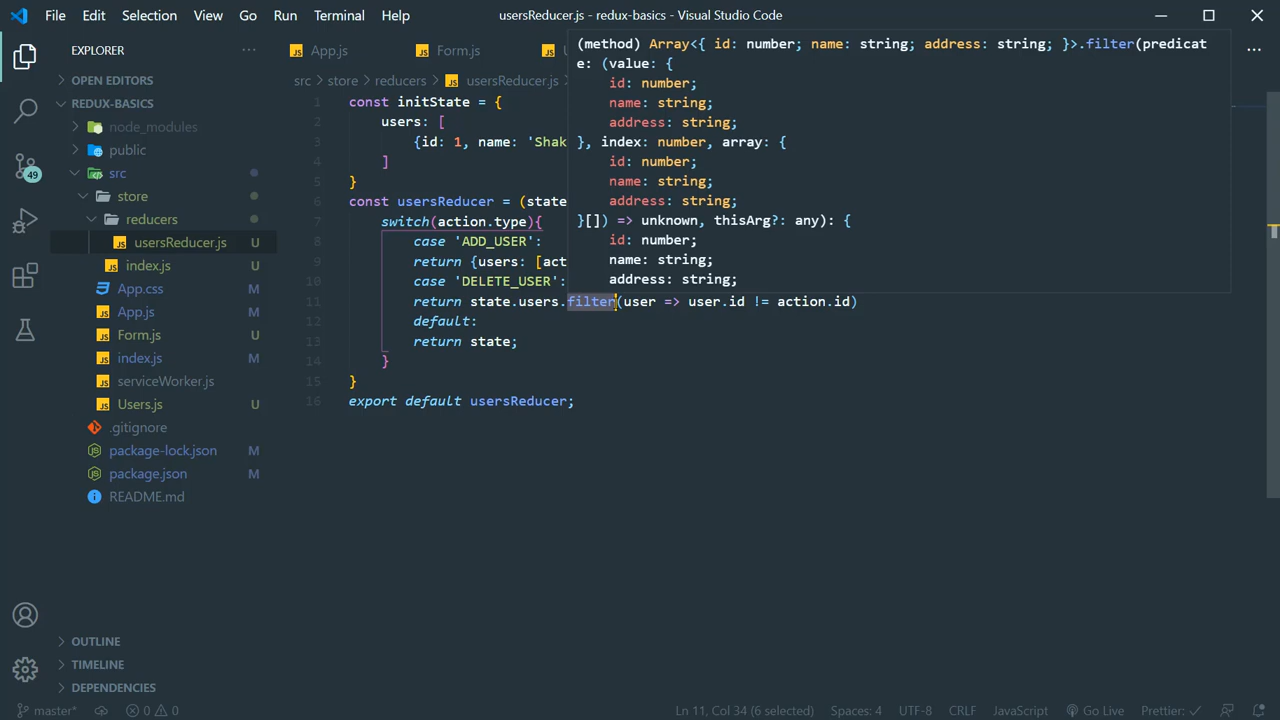 File Edit Selection View Go Run Terminal Help usersReducer.js - redux-basics - Visual Studio Code
EXPLORER
OPEN EDITORS
REDUX-BASICS
node_modules
public
src
store
reducers
usersReducer.js U
index.js U
App.css M
App.js M
Form.js U
index.js M
serviceWorker.js
Users.js U
.gitignore
package-lock.json M
package.json M
README.md
OUTLINE
TIMELINE
DEPENDENCIES
49
App.js Form.js U
src store reducers usersReducer.js
(method) Array<{ id: number; name: string; address: string; }>.filter(predicat
e: (value: {
id: number;
name: string;
address: string;
}, index: number, array: {
id: number;
name: string;
address: string;
}[]) => unknown, thisArg?: any): {
id: number;
name: string;
address: string;
1 const initState = {
2 users: [
3 {id: 1, name: 'Shak
4 ]
5 }
6 const usersReducer = (state
7 switch(action.type){
8 case 'ADD_USER':
9 return {users: [act
10 case 'DELETE_USER':
11 return state.users.filter(user => user.id != action.id)
12 default:
13 return state;
14 }
15 }
16 export default usersReducer;
master* 0 0 Ln 11, Col 34 (6 selected) Spaces: 4 UTF-8 CRLF JavaScript Go Live Prettier: ✓